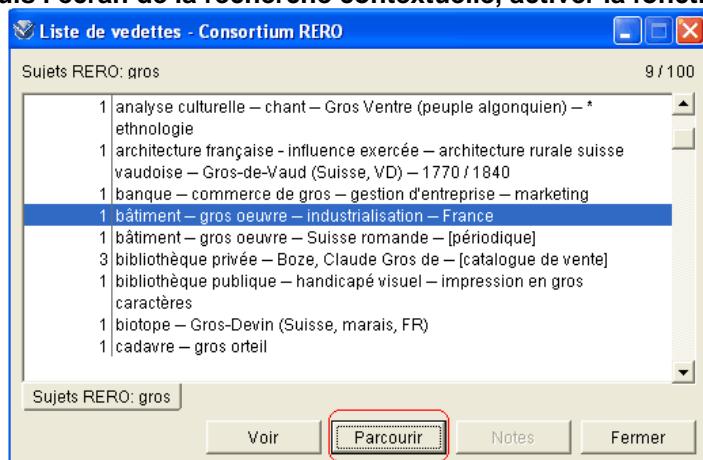 Liste de vedettes - Consortium RERO
Sujets RERO: gros 9 / 100
1 analyse culturelle – chant – Gros Ventre (peuple algonquien) – *
ethnologie
1 architecture française - influence exercée – architecture rurale suisse
vaudoise – Gros-de-Vaud (Suisse, VD) – 1770 / 1840
1 banque – commerce de gros – gestion d'entreprise – marketing
1 bâtiment – gros oeuvre – industrialisation – France
1 bâtiment – gros oeuvre – Suisse romande – [périodique]
3 bibliothèque privée – Boze, Claude Gros de – [catalogue de vente]
1 bibliothèque publique – handicapé visuel – impression en gros
caractères
1 biotope – Gros-Devin (Suisse, marais, FR)
1 cadavre – gros orteil
Sujets RERO: gros
Voir Parcourir Notes Fermer